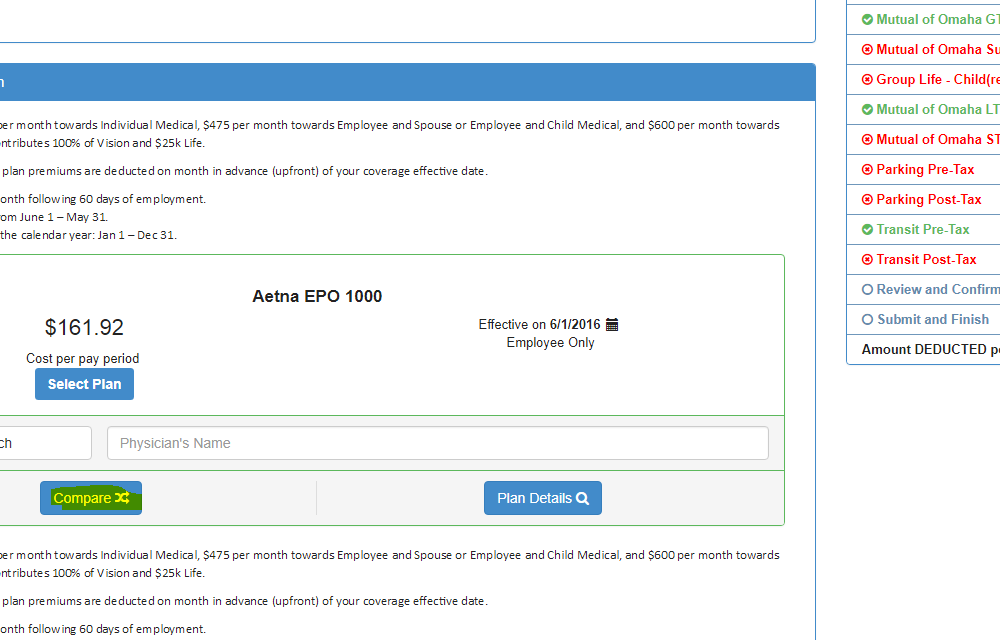 n
per month towards Individual Medical, $475 per month towards Employee and Spouse or Employee and Child Medical, and $600 per month towards
ntributes 100% of Vision and $25k Life.
plan premiums are deducted on month in advance (upfront) of your coverage effective date.
onth following 60 days of employment.
rom June 1 – May 31.
the calendar year: Jan 1 – Dec 31.
Aetna EPO 1000
$161.92
Cost per pay period
Select Plan
Effective on 6/1/2016
Employee Only
ch
Physician's Name
Compare
Plan Details
per month towards Individual Medical, $475 per month towards Employee and Spouse or Employee and Child Medical, and $600 per month towards
ntributes 100% of Vision and $25k Life.
plan premiums are deducted on month in advance (upfront) of your coverage effective date.
onth following 60 days of employment.
Mutual of Omaha GT
Mutual of Omaha Su
Group Life - Child(re
Mutual of Omaha LT
Mutual of Omaha ST
Parking Pre-Tax
Parking Post-Tax
Transit Pre-Tax
Transit Post-Tax
Review and Confirm
Submit and Finish
Amount DEDUCTED pe